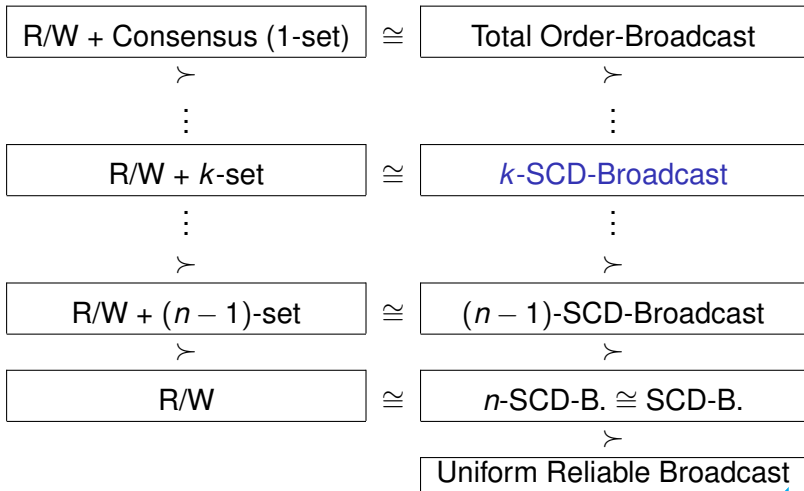 R/W + Consensus (1-set) ≅ Total Order-Broadcast
≻ ≻
⋮ ⋮
R/W + k-set ≅ k-SCD-Broadcast
⋮ ⋮
≻ ≻
R/W + (n − 1)-set ≅ (n − 1)-SCD-Broadcast
≻ ≻
R/W ≅ n-SCD-B. ≅ SCD-B.
≻
Uniform Reliable Broadcast